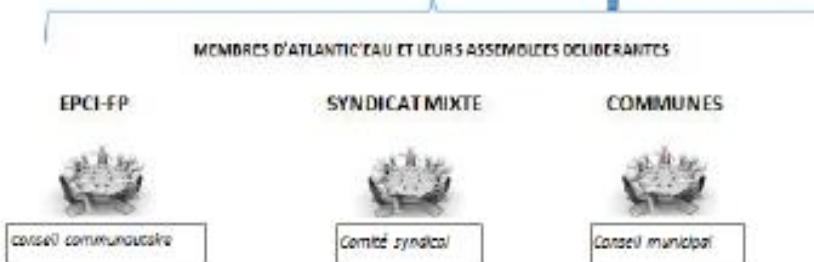 MEMBRES D'ATLANTIC'EAU ET LEURS ASSEMBLEES DELIBERANTES
EPCI-FP SYNDICAT MIXTE COMMUNES
Conseil communautaire Comité syndical Conseil municipal